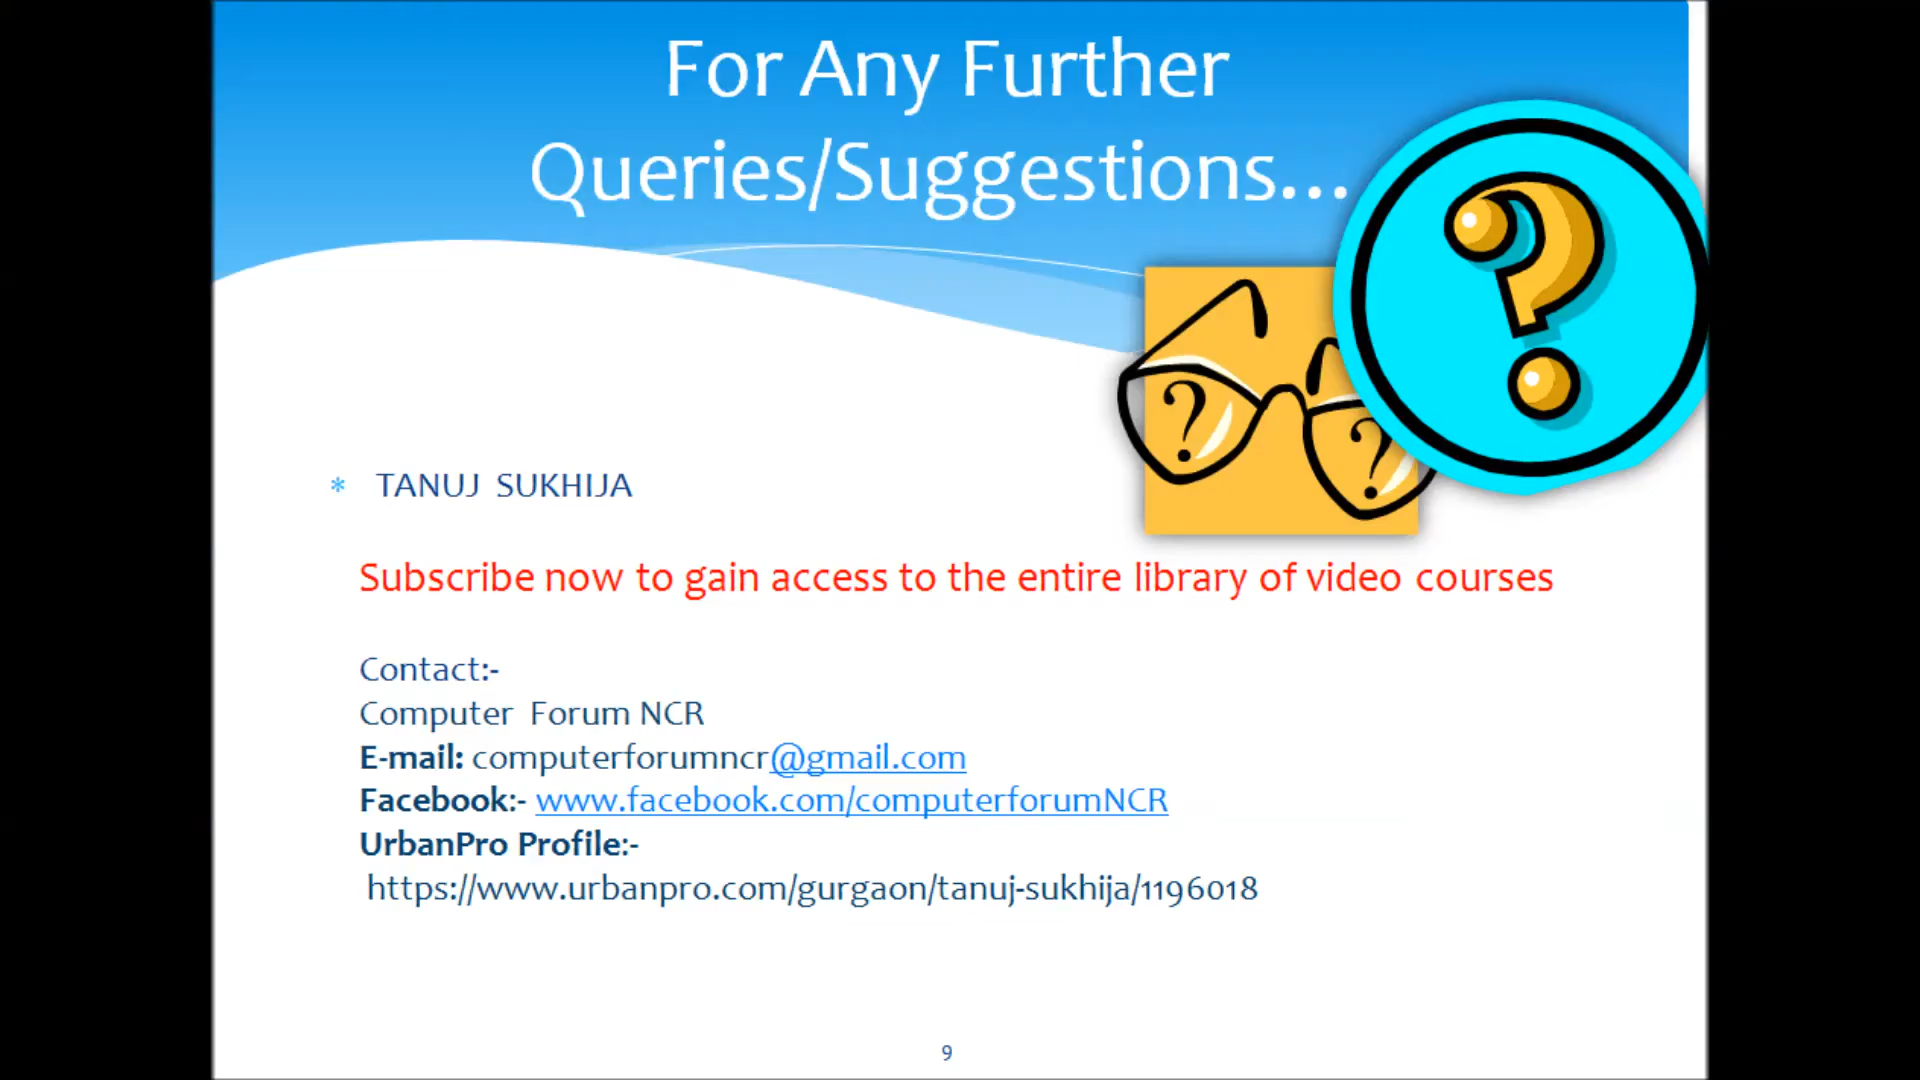 For Any Further
Queries/Suggestions...
?
? ?
* TANUJ SUKHIJA
Subscribe now to gain access to the entire library of video courses
Contact:-
Computer Forum NCR
E-mail: computerforumncr@gmail.com
Facebook:- www.facebook.com/computerforumNCR
UrbanPro Profile:-
https://www.urbanpro.com/gurgaon/tanuj-sukhija/1196018
9